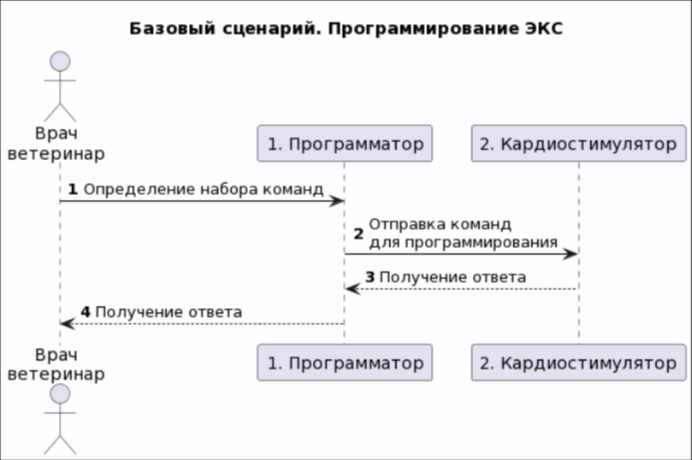 Базовый сценарий. Программирование ЭКС
Врач
ветеринар
1. Программатор
2. Кардиостимулятор
1 Определение набора команд
2 Отправка команд
для программирования
3 Получение ответа
4 Получение ответа
Врач
ветеринар
1. Программатор
2. Кардиостимулятор